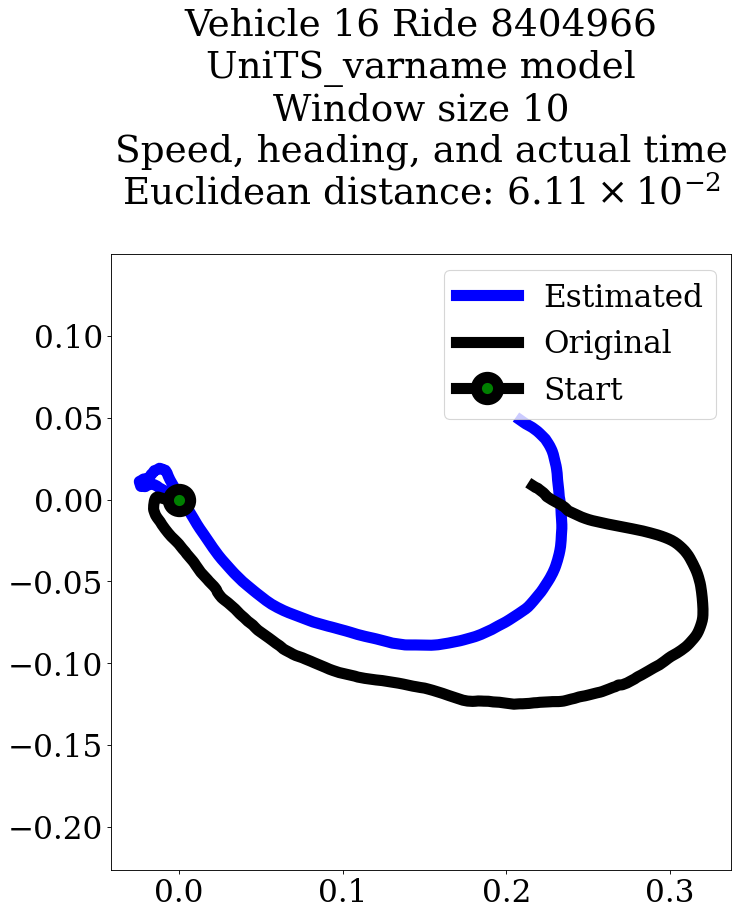 Vehicle 16 Ride 8404966
UniTS_varname model
Window size 10
Speed, heading, and actual time
Euclidean distance: 6.11 × 10⁻²
Estimated
Original
Start
0.10
0.05
0.00
−0.05
−0.10
−0.15
−0.20
0.0 0.1 0.2 0.3